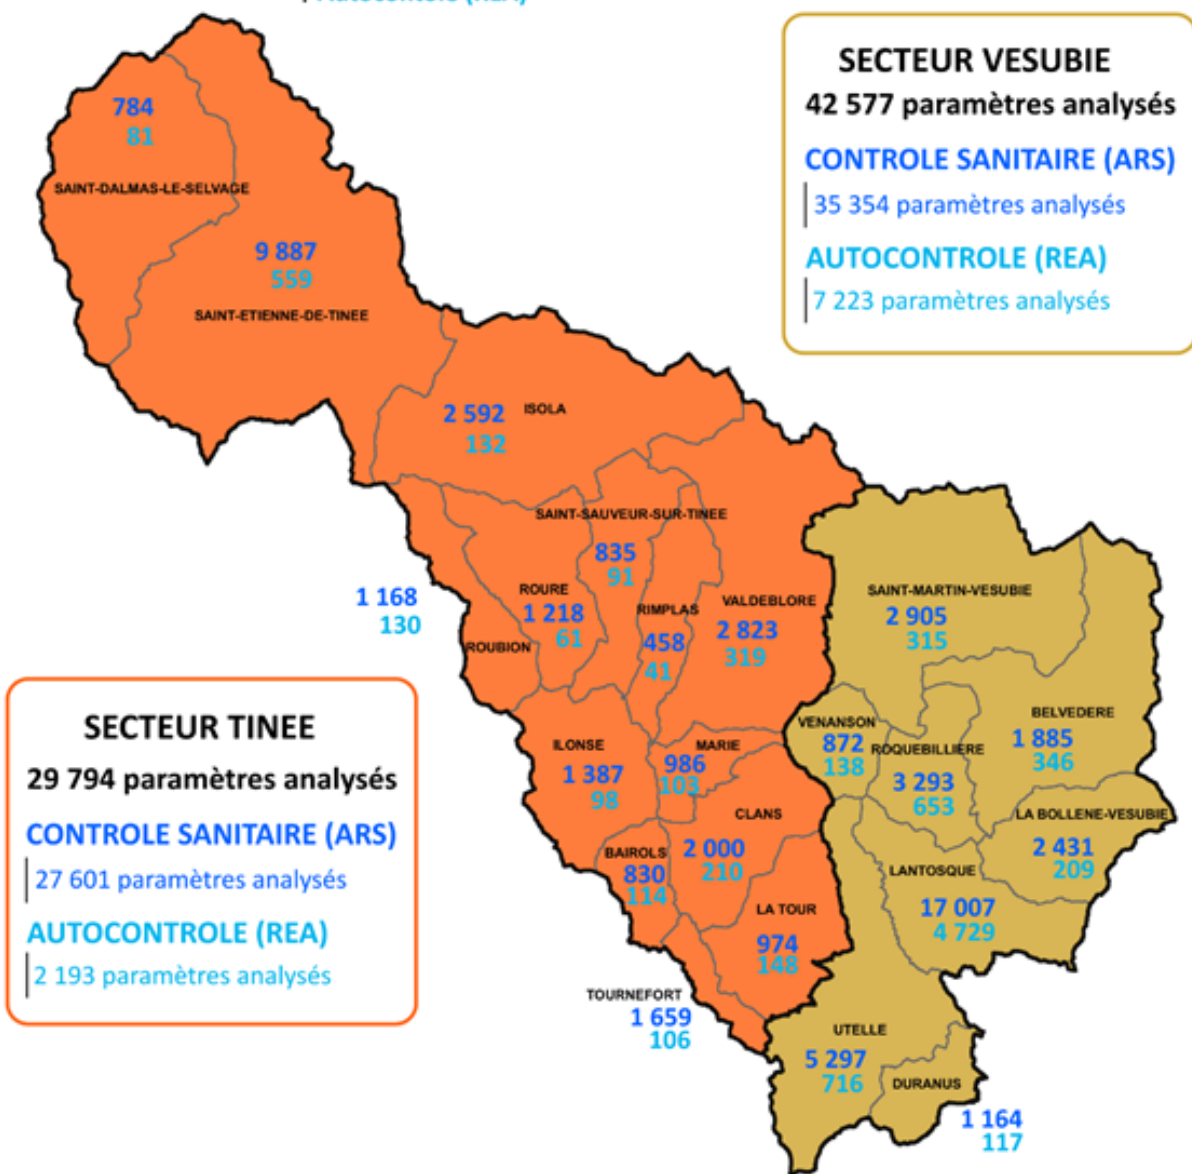 Autocontole (REA)
SECTEUR VESUBIE
42 577 paramètres analysés
CONTROLE SANITAIRE (ARS)
35 354 paramètres analysés
AUTOCONTROLE (REA)
7 223 paramètres analysés
784
81
SAINT-DALMAS-LE-SELVAGE
9 887
559
SAINT-ETIENNE-DE-TINEE
2 592
ISOLA
132
SAINT-SAUVEUR-SUR-TINEE
835
91
ROURE
1 218
61
RIMPLAS
458
41
VALDEBLORE
2 823
319
1 168
130
ROUBION
SAINT-MARTIN-VESUBIE
2 905
315
VENANSON
872
138
ROQUEBILLIERE
3 293
653
BELVEDERE
1 885
346
LA BOLLENE-VESUBIE
2 431
209
SECTEUR TINEE
29 794 paramètres analysés
CONTROLE SANITAIRE (ARS)
27 601 paramètres analysés
AUTOCONTROLE (REA)
2 193 paramètres analysés
ILONSE
1 387
98
MARIE
986
103
CLANS
2 000
210
BAIROLS
830
114
LA TOUR
974
148
LANTOSQUE
17 007
4 729
TOURNEFORT
1 659
106
UTELLE
5 297
716
DURANUS
1 164
117